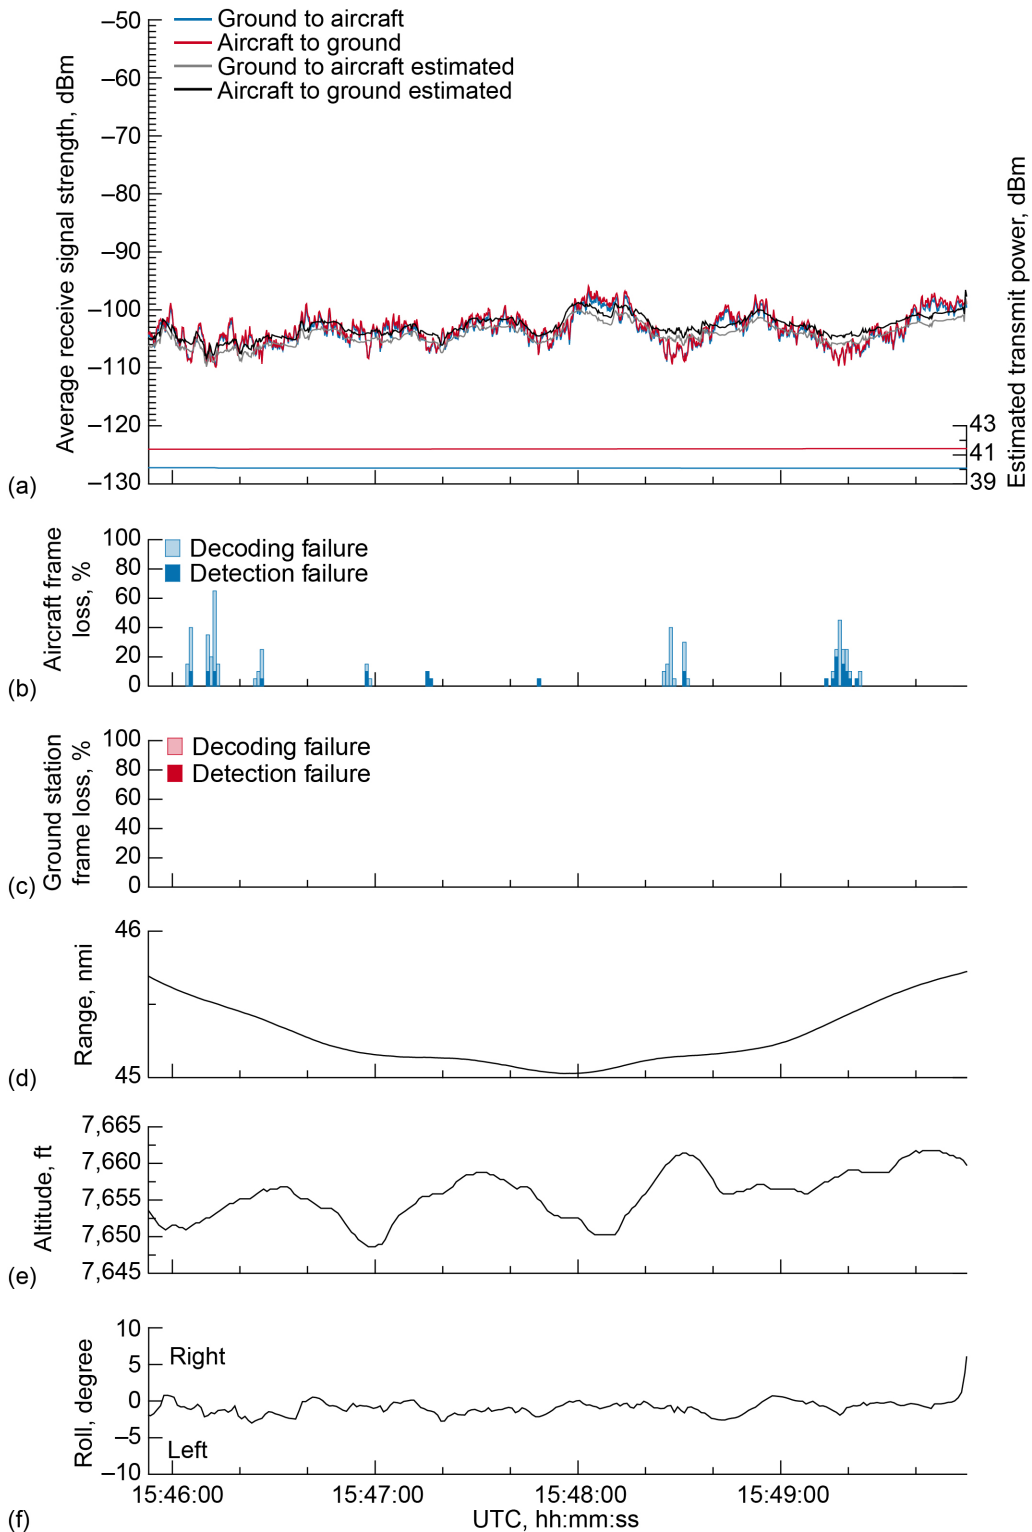 Ground to aircraft
Aircraft to ground
Ground to aircraft estimated
Aircraft to ground estimated
Average receive signal strength, dBm
–50
–60
–70
–80
–90
–100
–110
–120
–130
Estimated transmit power, dBm
43
41
39
(a)
Aircraft frame
loss, %
100
80
60
40
20
0
Decoding failure
Detection failure
(b)
Ground station
frame loss, %
100
80
60
40
20
0
Decoding failure
Detection failure
(c)
Range, nmi
46
45
(d)
Altitude, ft
7,665
7,660
7,655
7,650
7,645
(e)
Roll, degree
10
5
0
–5
–10
Right
Left
15:46:00
15:47:00
15:48:00
15:49:00
UTC, hh:mm:ss
(f)